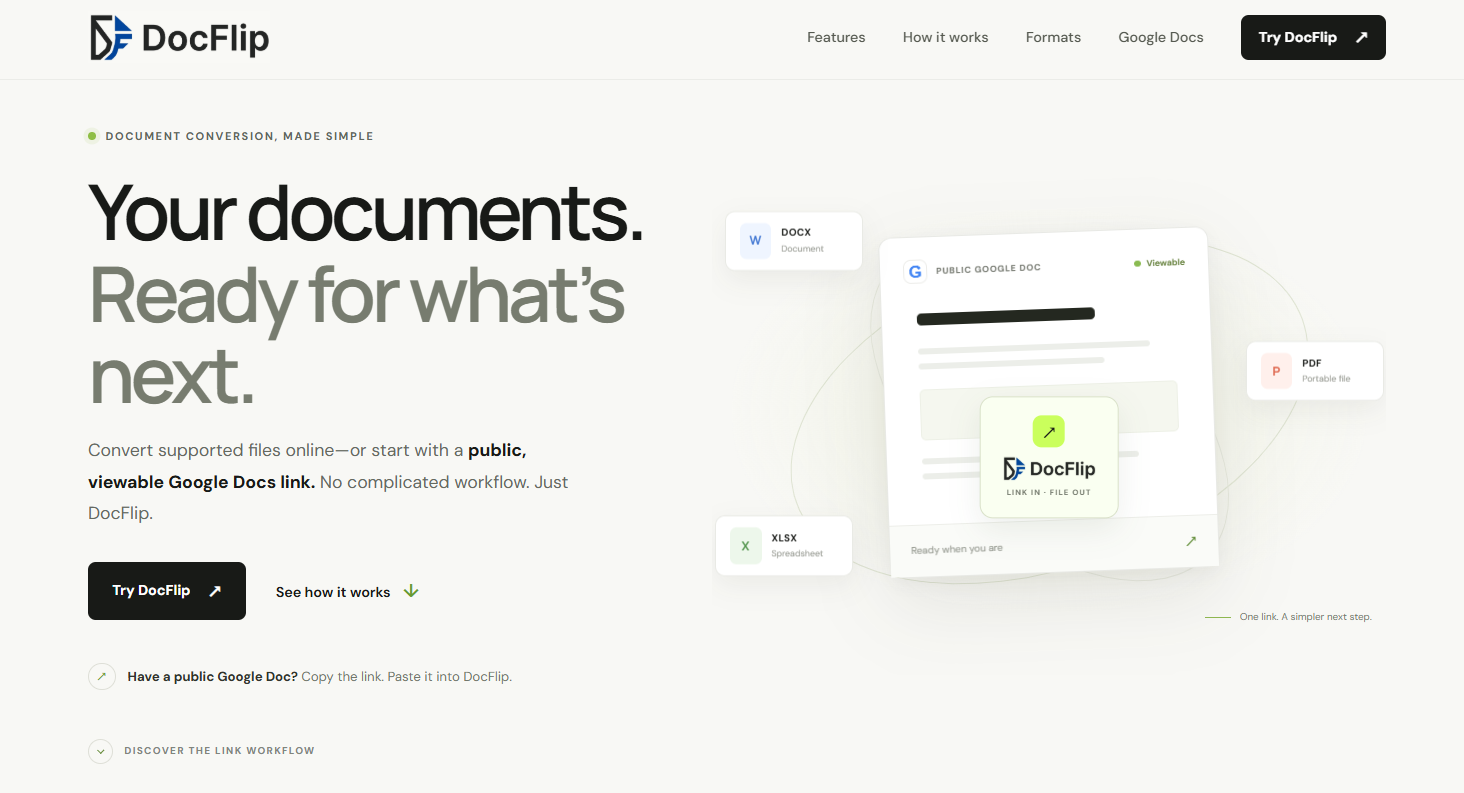 DocFlip
Features
How it works
Formats
Google Docs
Try DocFlip ↗
DOCUMENT CONVERSION, MADE SIMPLE
Your documents.
Ready for what’s
next.
Convert supported files online—or start with a public,
viewable Google Docs link. No complicated workflow. Just
DocFlip.
Try DocFlip ↗
See how it works ↓
↗ Have a public Google Doc? Copy the link. Paste it into DocFlip.
DISCOVER THE LINK WORKFLOW
W
DOCX
Document
G PUBLIC GOOGLE DOC
Viewable
P
PDF
Portable file
↗
DocFlip
LINK IN · FILE OUT
X
XLSX
Spreadsheet
Ready when you are ↗
One link. A simpler next step.